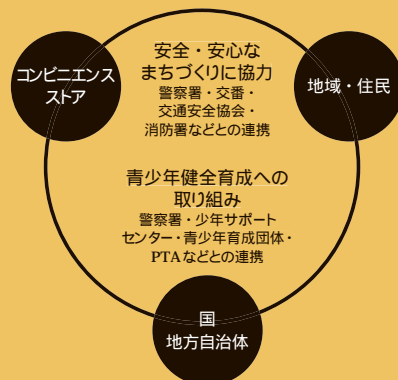 コンビニエンス
ストア
安全・安心な
まちづくりに協力
警察署・交番・
交通安全協会・
消防署などとの連携
地域・住民
青少年健全育成への
取り組み
警察署・少年サポート
センター・青少年育成団体・
PTAなどとの連携
国
地方自治体